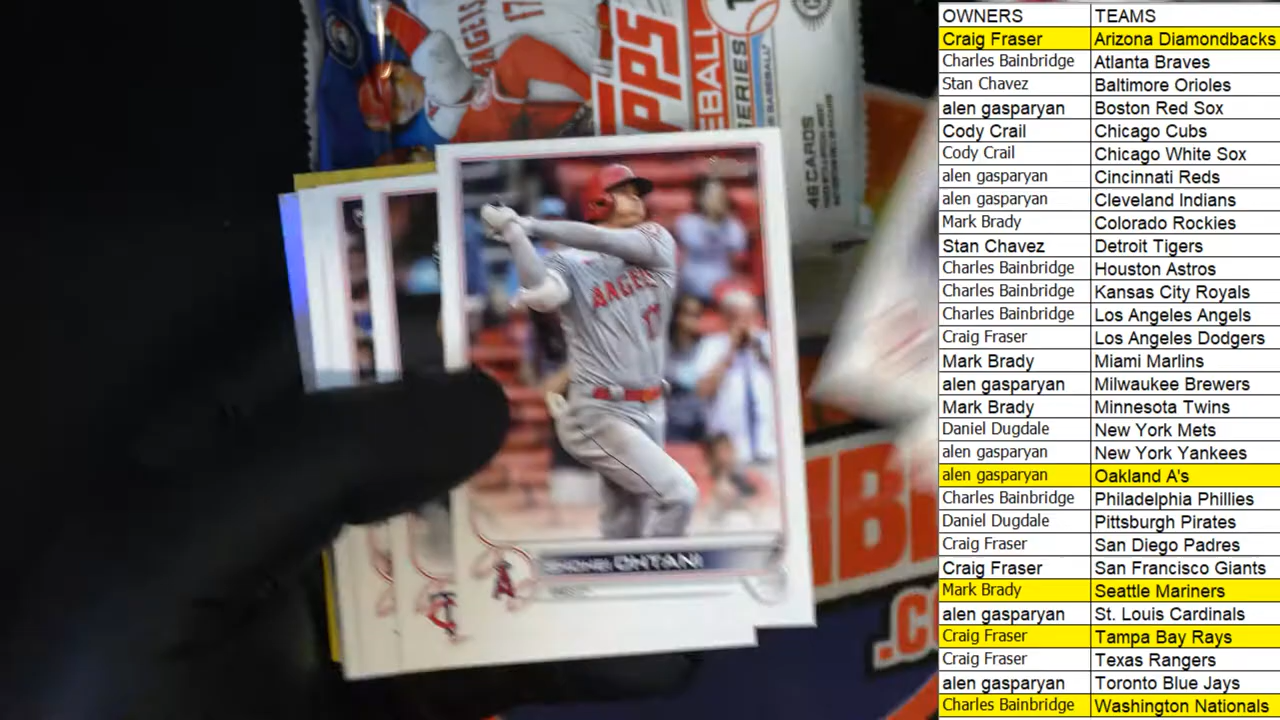 ANGELS
17
TOPPS
BASEBALL
SERIES
46 CARDS
ANGELS
17
SHOHEI OHTANI
A
OWNERS TEAMS
Craig Fraser Arizona Diamondbacks
Charles Bainbridge Atlanta Braves
Stan Chavez Baltimore Orioles
alen gasparyan Boston Red Sox
Cody Crail Chicago Cubs
Cody Crail Chicago White Sox
alen gasparyan Cincinnati Reds
alen gasparyan Cleveland Indians
Mark Brady Colorado Rockies
Stan Chavez Detroit Tigers
Charles Bainbridge Houston Astros
Charles Bainbridge Kansas City Royals
Charles Bainbridge Los Angeles Angels
Craig Fraser Los Angeles Dodgers
Mark Brady Miami Marlins
alen gasparyan Milwaukee Brewers
Mark Brady Minnesota Twins
Daniel Dugdale New York Mets
alen gasparyan New York Yankees
alen gasparyan Oakland A's
Charles Bainbridge Philadelphia Phillies
Daniel Dugdale Pittsburgh Pirates
Craig Fraser San Diego Padres
Craig Fraser San Francisco Giants
Mark Brady Seattle Mariners
alen gasparyan St. Louis Cardinals
Craig Fraser Tampa Bay Rays
Craig Fraser Texas Rangers
alen gasparyan Toronto Blue Jays
Charles Bainbridge Washington Nationals